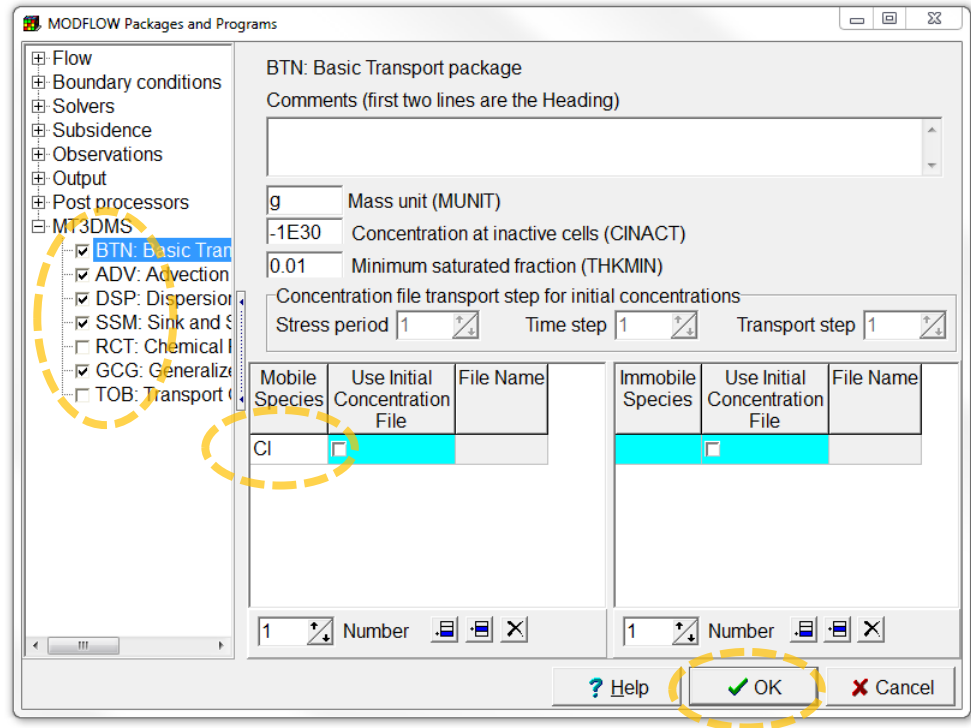 MODFLOW Packages and Programs
Flow
Boundary conditions
Solvers
Subsidence
Observations
Output
Post processors
MT3DMS
BTN: Basic Tran
ADV: Advection
DSP: Dispersion
SSM: Sink and S
RCT: Chemical
GCG: Generalize
TOB: Transport
BTN: Basic Transport package
Comments (first two lines are the Heading)
g Mass unit (MUNIT)
-1E30 Concentration at inactive cells (CINACT)
0.01 Minimum saturated fraction (THKMIN)
Concentration file transport step for initial concentrations
Stress period 1 Time step 1 Transport step 1
Mobile Species Use Initial Concentration File File Name
Cl
1 Number
Immobile Species Use Initial Concentration File File Name
1 Number
? Help OK Cancel